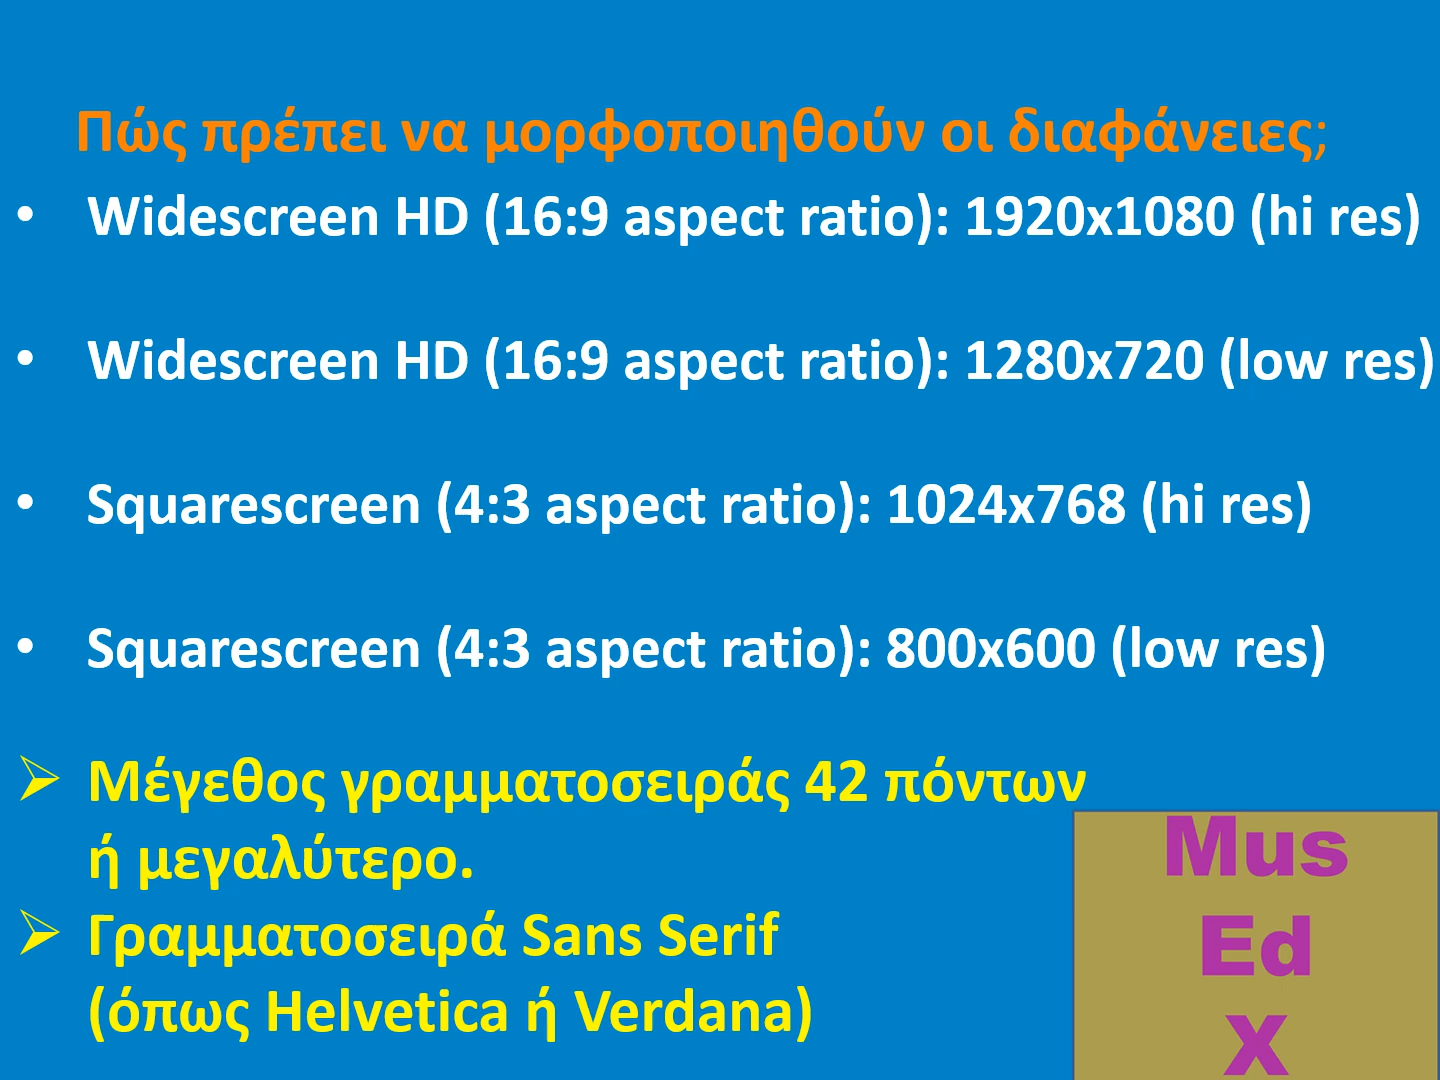 Πώς πρέπει να μορφοποιηθούν οι διαφάνειες;
• Widescreen HD (16:9 aspect ratio): 1920x1080 (hi res)
• Widescreen HD (16:9 aspect ratio): 1280x720 (low res)
• Squarescreen (4:3 aspect ratio): 1024x768 (hi res)
• Squarescreen (4:3 aspect ratio): 800x600 (low res)
➢ Μέγεθος γραμματοσειράς 42 πόντων
ή μεγαλύτερο.
➢ Γραμματοσειρά Sans Serif
(όπως Helvetica ή Verdana)
Mus
Ed
X